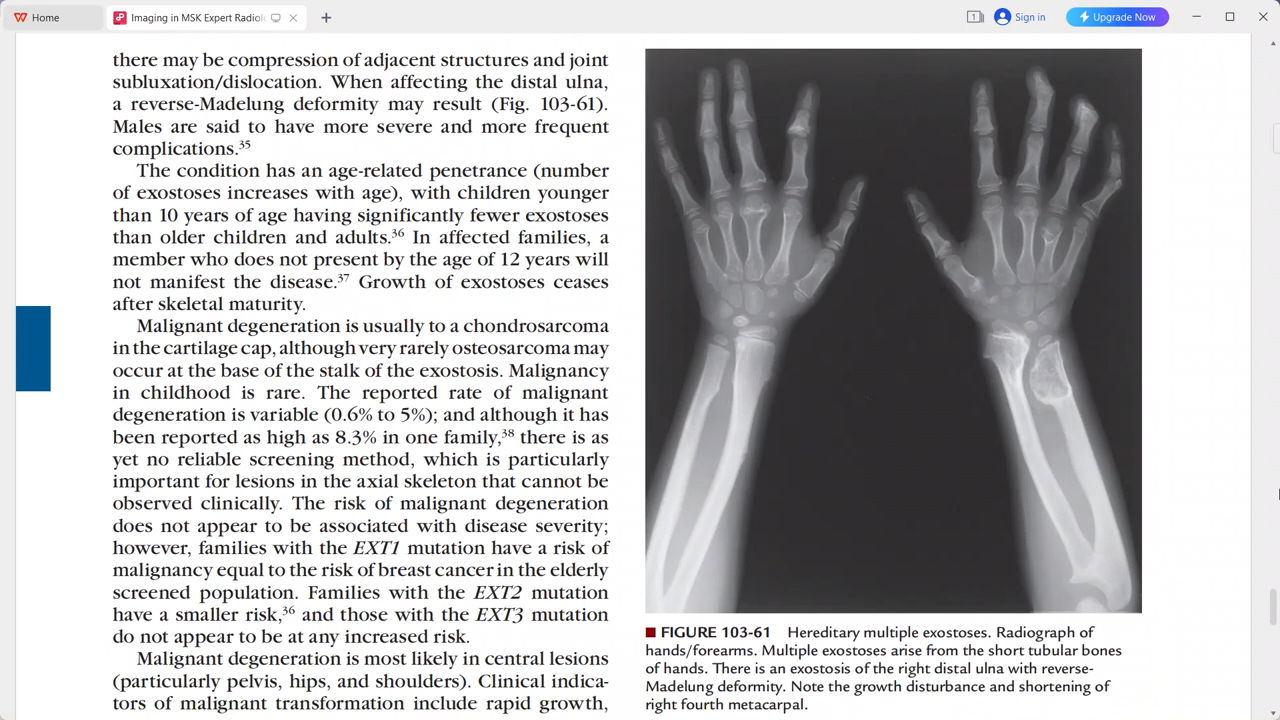 Home
Imaging in MSK Expert Radiolo
1
Sign in
Upgrade Now
there may be compression of adjacent structures and joint
subluxation/dislocation. When affecting the distal ulna,
a reverse-Madelung deformity may result (Fig. 103-61).
Males are said to have more severe and more frequent
complications.35
The condition has an age-related penetrance (number
of exostoses increases with age), with children younger
than 10 years of age having significantly fewer exostoses
than older children and adults.36 In affected families, a
member who does not present by the age of 12 years will
not manifest the disease.37 Growth of exostoses ceases
after skeletal maturity.
Malignant degeneration is usually to a chondrosarcoma
in the cartilage cap, although very rarely osteosarcoma may
occur at the base of the stalk of the exostosis. Malignancy
in childhood is rare. The reported rate of malignant
degeneration is variable (0.6% to 5%); and although it has
been reported as high as 8.3% in one family,38 there is as
yet no reliable screening method, which is particularly
important for lesions in the axial skeleton that cannot be
observed clinically. The risk of malignant degeneration
does not appear to be associated with disease severity;
however, families with the EXT1 mutation have a risk of
malignancy equal to the risk of breast cancer in the elderly
screened population. Families with the EXT2 mutation
have a smaller risk,36 and those with the EXT3 mutation
do not appear to be at any increased risk.
Malignant degeneration is most likely in central lesions
(particularly pelvis, hips, and shoulders). Clinical indica-
tors of malignant transformation include rapid growth,
FIGURE 103-61 Hereditary multiple exostoses. Radiograph of
hands/forearms. Multiple exostoses arise from the short tubular bones
of hands. There is an exostosis of the right distal ulna with reverse-
Madelung deformity. Note the growth disturbance and shortening of
right fourth metacarpal.